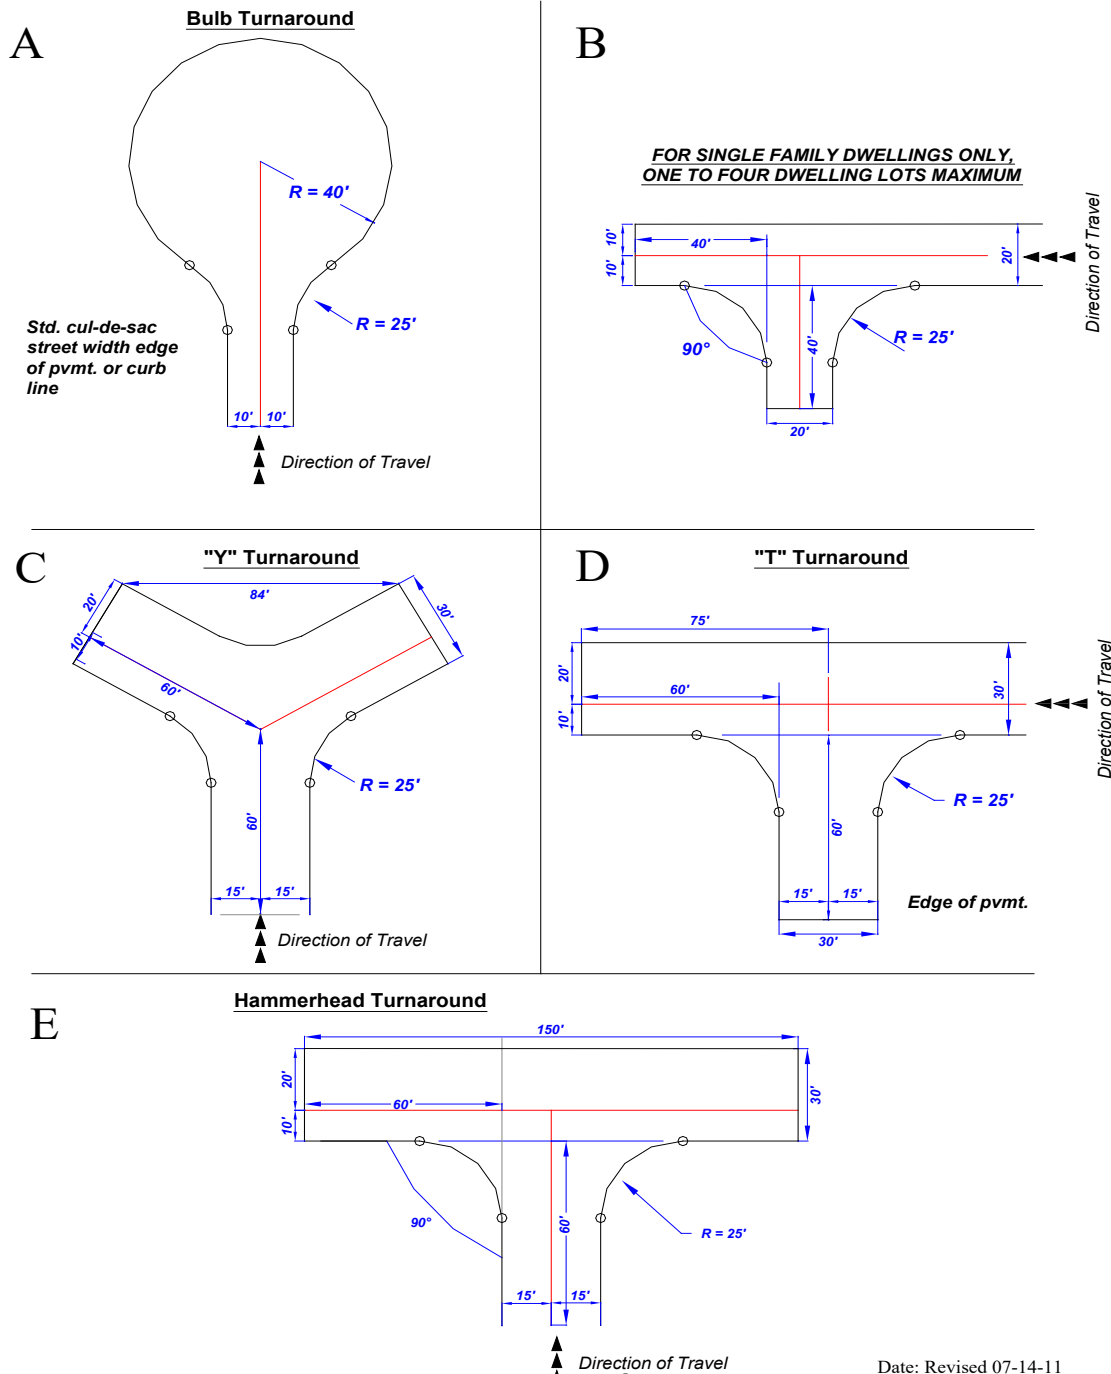 A
Bulb Turnaround
R = 40'
R = 25'
Std. cul-de-sac
street width edge
of pvmt. or curb
line
10' 10'
Direction of Travel
B
FOR SINGLE FAMILY DWELLINGS ONLY,
ONE TO FOUR DWELLING LOTS MAXIMUM
10'
10'
40'
20'
Direction of Travel
90°
40'
R = 25'
20'
C
"Y" Turnaround
84'
20'
10'
30'
60'
R = 25'
60'
15' 15'
Direction of Travel
D
"T" Turnaround
75'
20'
10'
60'
30'
Direction of Travel
R = 25'
60'
15' 15'
Edge of pvmt.
30'
E
Hammerhead Turnaround
150'
20'
10'
60'
30'
90°
60'
R = 25'
15' 15'
Direction of Travel
Date: Revised 07-14-11